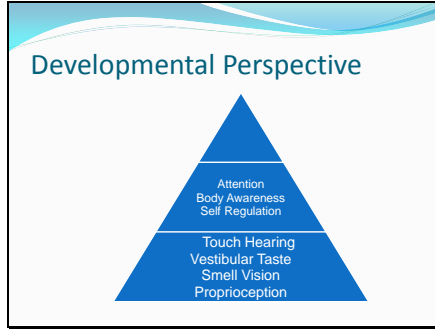 Developmental Perspective
Attention
Body Awareness
Self Regulation
Touch Hearing
Vestibular Taste
Smell Vision
Proprioception